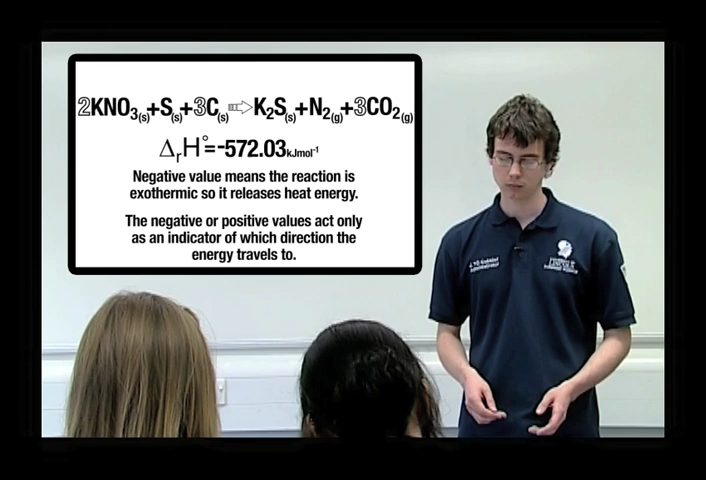 2KNO3(s)+S(s)+3C(s)⇒K2S(s)+N2(g)+3CO2(g)
ΔrH°=-572.03kJmol-1
Negative value means the reaction is
exothermic so it releases heat energy.
The negative or positive values act only
as an indicator of which direction the
energy travels to.